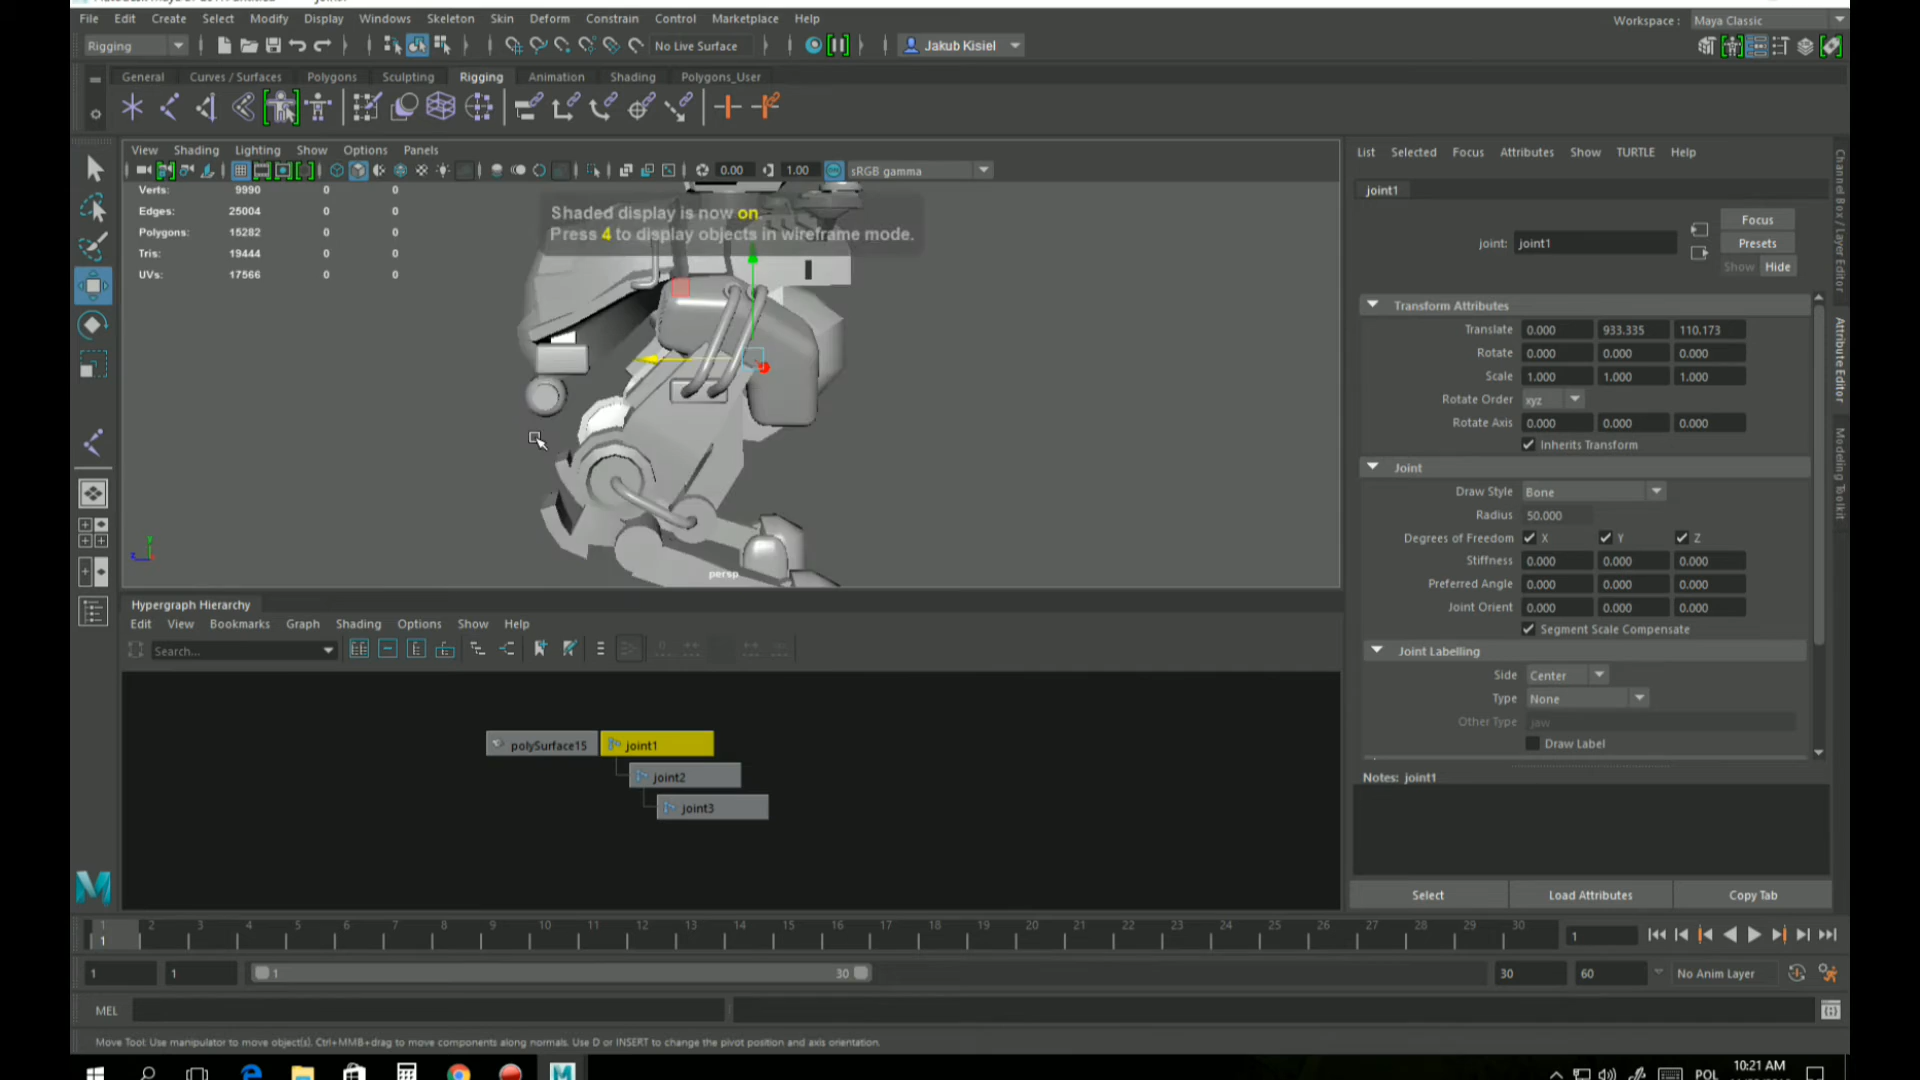 File Edit Create Select Modify Display Windows Skeleton Skin Deform Constrain Control Marketplace Help
Workspace : Maya Classic
Rigging No Live Surface Jakub Kisiel
General Curves / Surfaces Polygons Sculpting Rigging Animation Shading Polygons_User
View Shading Lighting Show Options Panels
0.00 1.00 sRGB gamma
Verts: 9990 0 0
Edges: 25004 0 0
Polygons: 15282 0 0
Tris: 19444 0 0
UVs: 17566 0 0
Shaded display is now on.
Press 4 to display objects in wireframe mode.
y
z
persp
List Selected Focus Attributes Show TURTLE Help
joint1
joint: joint1
Focus
Presets
Show Hide
Transform Attributes
Translate 0.000 933.335 110.173
Rotate 0.000 0.000 0.000
Scale 1.000 1.000 1.000
Rotate Order xyz
Rotate Axis 0.000 0.000 0.000
Inherits Transform
Joint
Draw Style Bone
Radius 50.000
Degrees of Freedom X Y Z
Stiffness 0.000 0.000 0.000
Preferred Angle 0.000 0.000 0.000
Joint Orient 0.000 0.000 0.000
Segment Scale Compensate
Joint Labelling
Side Center
Type None
Other Type jaw
Draw Label
Notes: joint1
Select Load Attributes Copy Tab
Channel Box / Layer Editor
Attribute Editor
Modeling Toolkit
Hypergraph Hierarchy
Edit View Bookmarks Graph Shading Options Show Help
Search...
polySurface15 joint1
joint2
joint3
1 2 3 4 5 6 7 8 9 10 11 12 13 14 15 16 17 18 19 20 21 22 23 24 25 26 27 28 29 30
1 1
1 1 1 30 30 60 No Anim Layer
MEL
Move Tool: Use manipulator to move object(s). Ctrl+MMB+drag to move components along normals. Use D or INSERT to change the pivot position and axis orientation.
POL 10:21 AM